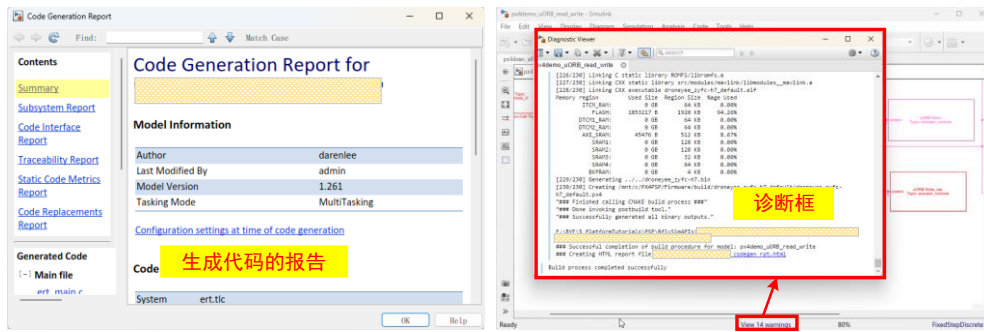 Code Generation Report
Find:
Match Case
Contents
Summary
Subsystem Report
Code Interface
Report
Traceability Report
Static Code Metrics
Report
Code Replacements
Report
Generated Code
[-] Main file
ert_main.c
Code Generation Report for
Model Information
Author darenlee
Last Modified By admin
Model Version 1.261
Tasking Mode MultiTasking
Configuration settings at time of code generation
生成代码的报告
Code
System ert.tlc
OK Help
px4demo_uORB_read_write - Simulink
File Edit View Display Diagram Simulation Analysis Code Tools Help
Diagnostic Viewer
px4demo_uORB_read_write
[226/230] Linking C static library ROMFS/libromfs.a
[227/230] Linking CXX static library src/modules/mavlink/libmodules__mavlink.a
[228/230] Linking CXX executable droneyee_zyfc-h7_default.elf
Memory region Used Size Region Size %age Used
ITCM_RAM: 0 GB 64 KB 0.00%
FLASH: 1853217 B 1920 KB 94.26%
DTCM1_RAM: 0 GB 64 KB 0.00%
DTCM2_RAM: 0 GB 64 KB 0.00%
AXI_SRAM: 45476 B 512 KB 8.67%
SRAM1: 0 GB 128 KB 0.00%
SRAM2: 0 GB 128 KB 0.00%
SRAM3: 0 GB 32 KB 0.00%
SRAM4: 0 GB 64 KB 0.00%
BKPRAM: 0 GB 4 KB 0.00%
[229/230] Generating ../../droneyee_zyfc-h7.bin
[230/230] Creating /mnt/c/PX4PSP/Firmware/build/droneyee_zyfc-h7_default/droneyee_zyfc-
h7_default.px4
"### Finished calling CMAKE build process ###"
"### Done invoking postbuild tool."
"### Successfully generated all binary outputs."
诊断框
### Successful completion of build procedure for model: px4demo_uORB_read_write
### Creating HTML report file codegen_rpt.html
Build process completed successfully
Ready
View 14 warnings
80%
FixedStepDiscrete